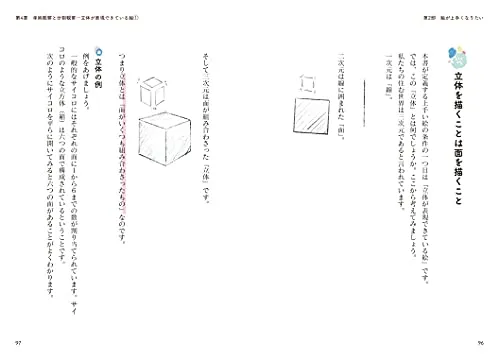 第2部 絵が上手くなりたい
立体を描くことは面を描くこと
本書が定義する上手い絵の条件の一つ目は「立体が表現できている絵」です。
では、この「立体」とは何でしょうか。ここから考えてみましょう。
私たちの住む世界は三次元であると言われています。
一次元は「線」。
二次元は線に囲まれた「面」。
96
第4章 車両図解と分割観察―立体が表現できている絵①
そして三次元は面が組み合わさった「立体」です。
つまり立体とは「面がいくつも組み合わさったもの」なのです。
立体の例
例をあげましょう。
一般的なサイコロにはそれぞれの面に1から6までの数が割り当てられています。サイ
コロのような立方体（箱）は六つの面で構成されているということです。
次のようにサイコロを平らに開いてみると六つの面があることがよくわかります。
97